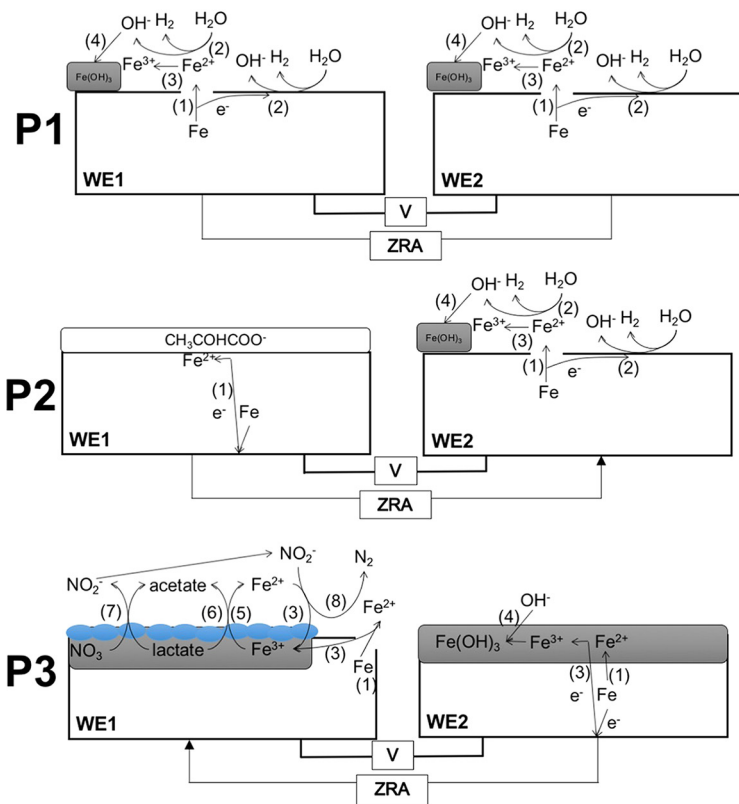 OH⁻ H₂ H₂O
(4) (2)
Fe(OH)₃ Fe³⁺ Fe²⁺
(3)
OH⁻ H₂ H₂O
(1) e⁻ (2)
Fe
P1
WE1
OH⁻ H₂ H₂O
(4) (2)
Fe(OH)₃ Fe³⁺ Fe²⁺
(3)
OH⁻ H₂ H₂O
(1) e⁻ (2)
Fe
WE2
V
ZRA
P2
CH₃COHCOO⁻
Fe²⁺
(1)
e⁻ Fe
WE1
OH⁻ H₂ H₂O
(4) (2)
Fe(OH)₃ Fe³⁺ Fe²⁺
(3)
OH⁻ H₂ H₂O
(1) e⁻ (2)
Fe
WE2
V
ZRA
P3
NO₂⁻ N₂
NO₂⁻ acetate Fe²⁺
(8) Fe²⁺
(7) (6) (5) (3)
NO₃ lactate Fe³⁺
(3)
Fe
(1)
WE1
OH⁻
(4)
Fe(OH)₃ Fe³⁺ Fe²⁺
(3) (1)
e⁻ Fe
e⁻
WE2
V
ZRA